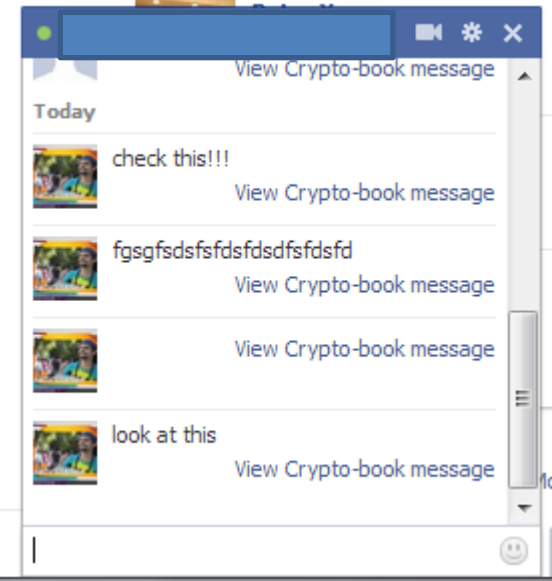 View Crypto-book message
Today
check this!!!
View Crypto-book message
fgsgfsdsfsfdsfdsdfsfdsfd
View Crypto-book message
View Crypto-book message
look at this
View Crypto-book message